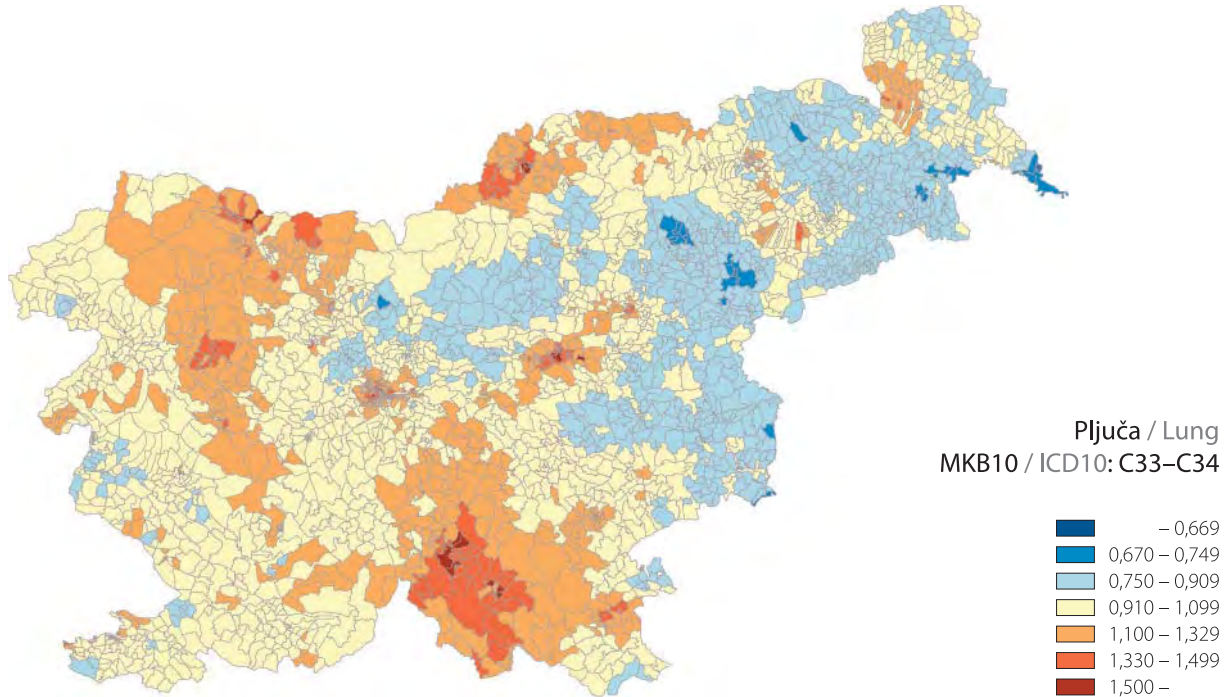 Pljuča / Lung
MKB10 / ICD10: C33–C34
– 0,669
0,670 – 0,749
0,750 – 0,909
0,910 – 1,099
1,100 – 1,329
1,330 – 1,499
1,500 –